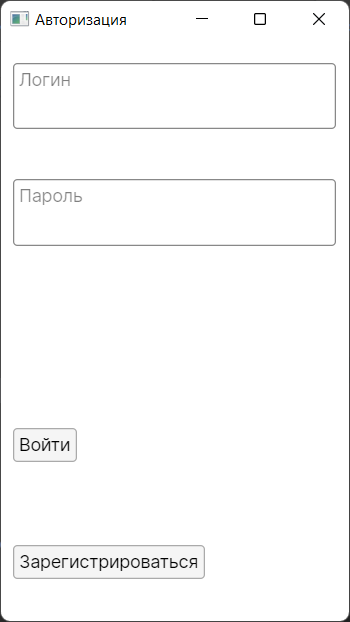 Авторизация
Логин
Пароль
Войти
Зарегистрироваться